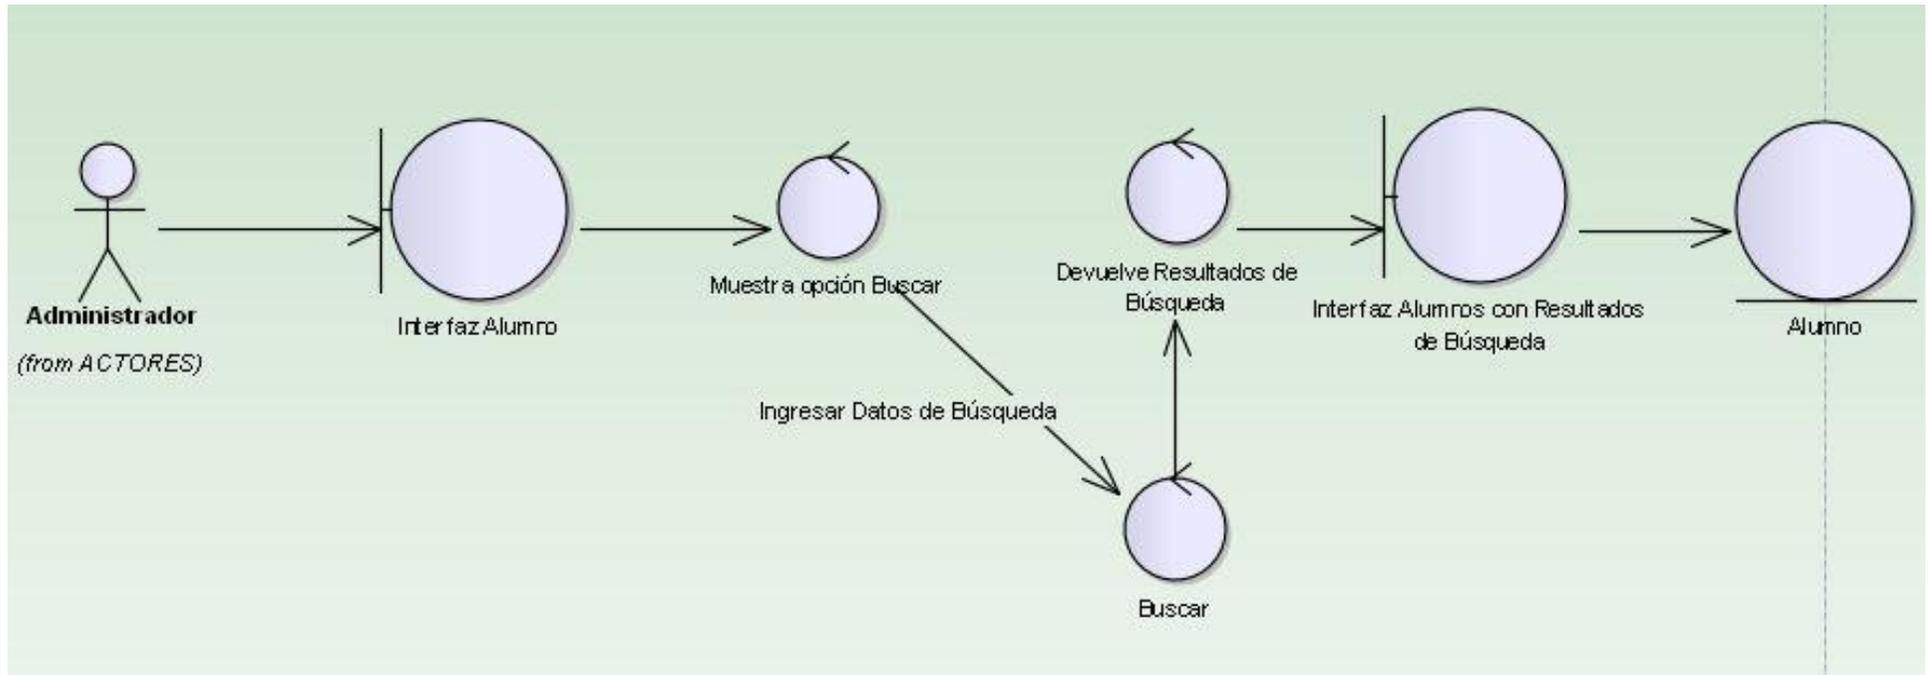 Administrador
(from ACTORES)
Interfaz Alumno
Muestra opción Buscar
Ingresar Datos de Búsqueda
Buscar
Devuelve Resultados de
Búsqueda
Interfaz Alumnos con Resultados
de Búsqueda
Alumno